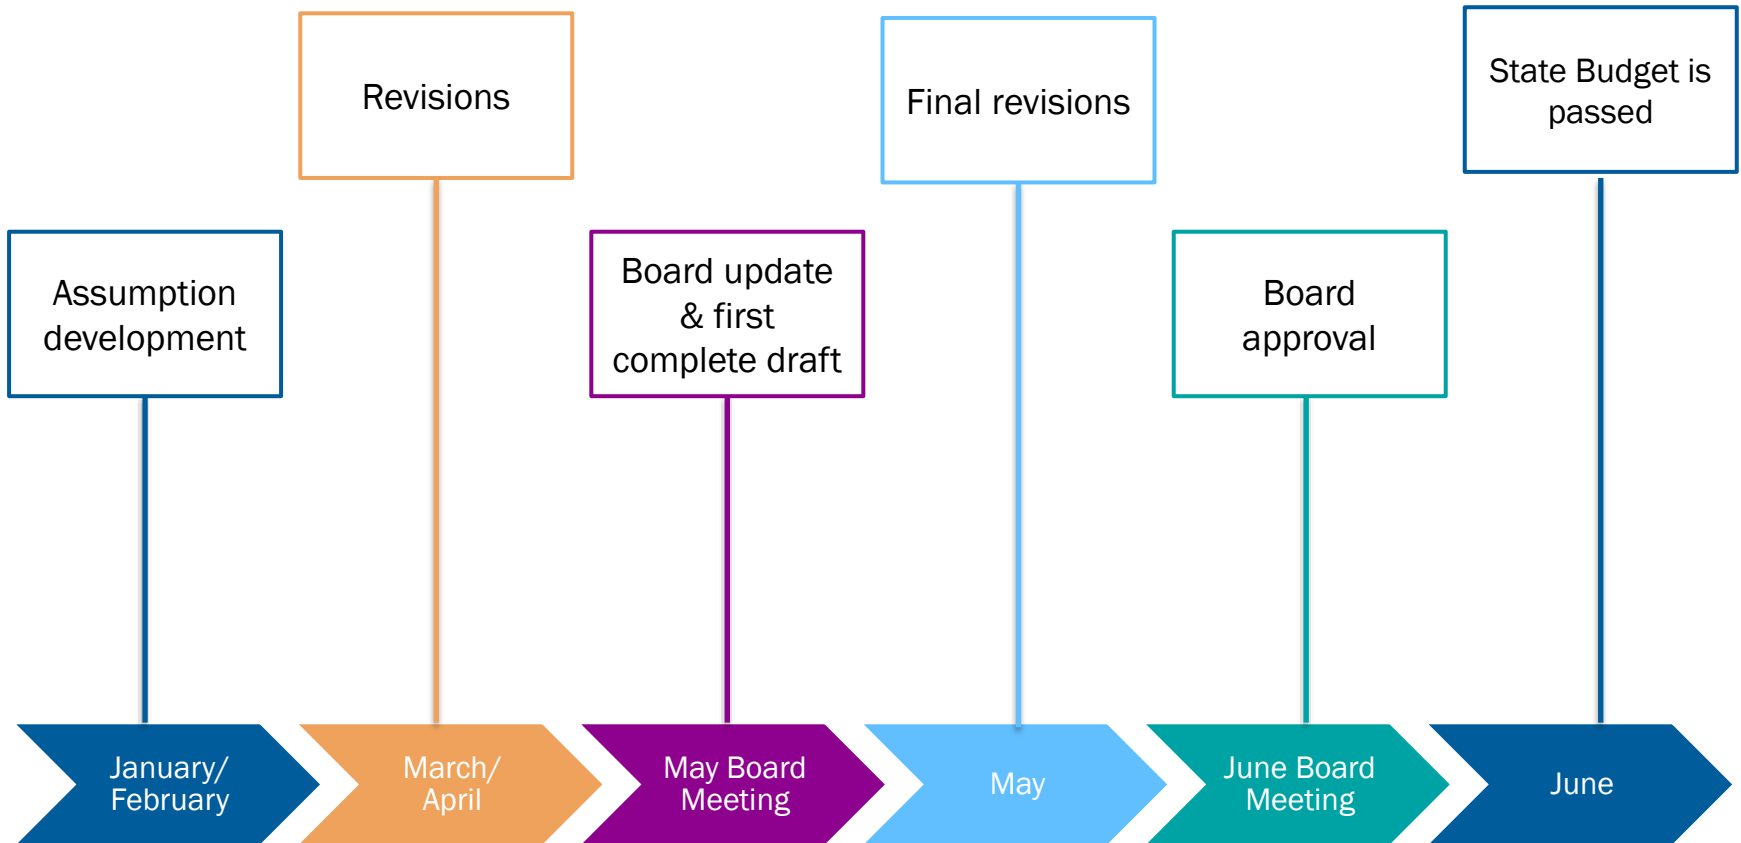 Revisions
Final revisions
State Budget is
passed
Assumption
development
Board update
& first
complete draft
Board
approval
January/
February
March/
April
May Board
Meeting
May
June Board
Meeting
June